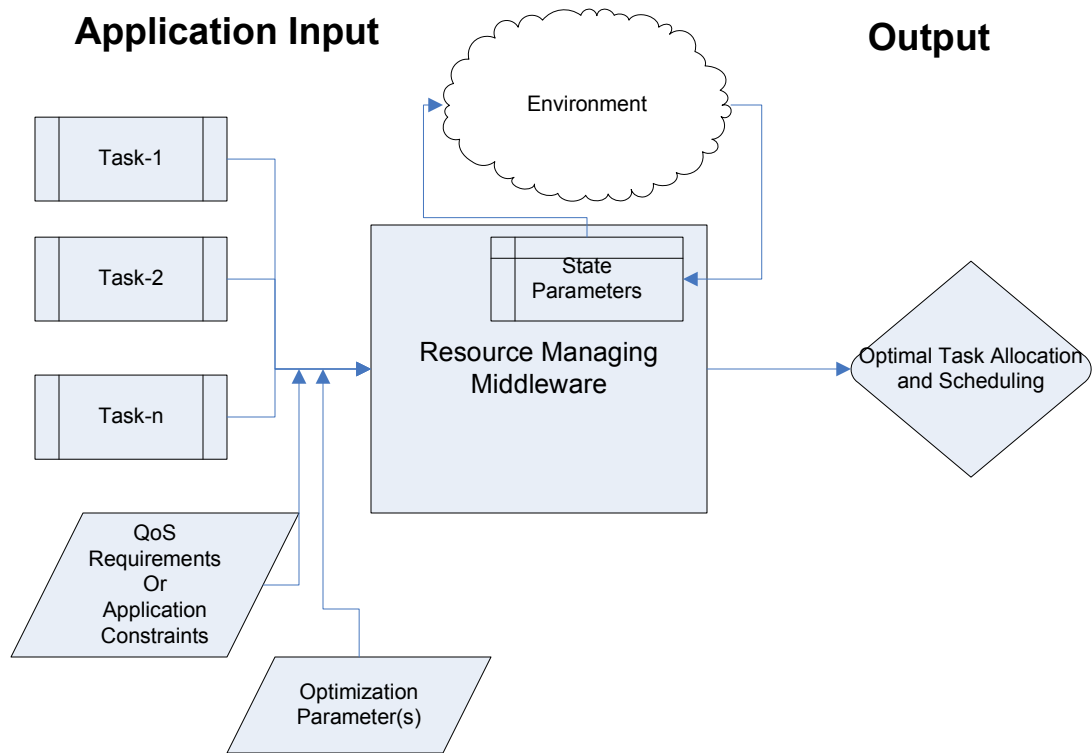 Application Input
Output
Environment
Task-1
Task-2
Task-n
State
Parameters
Resource Managing
Middleware
Optimal Task Allocation
and Scheduling
QoS
Requirements
Or
Application
Constraints
Optimization
Parameter(s)